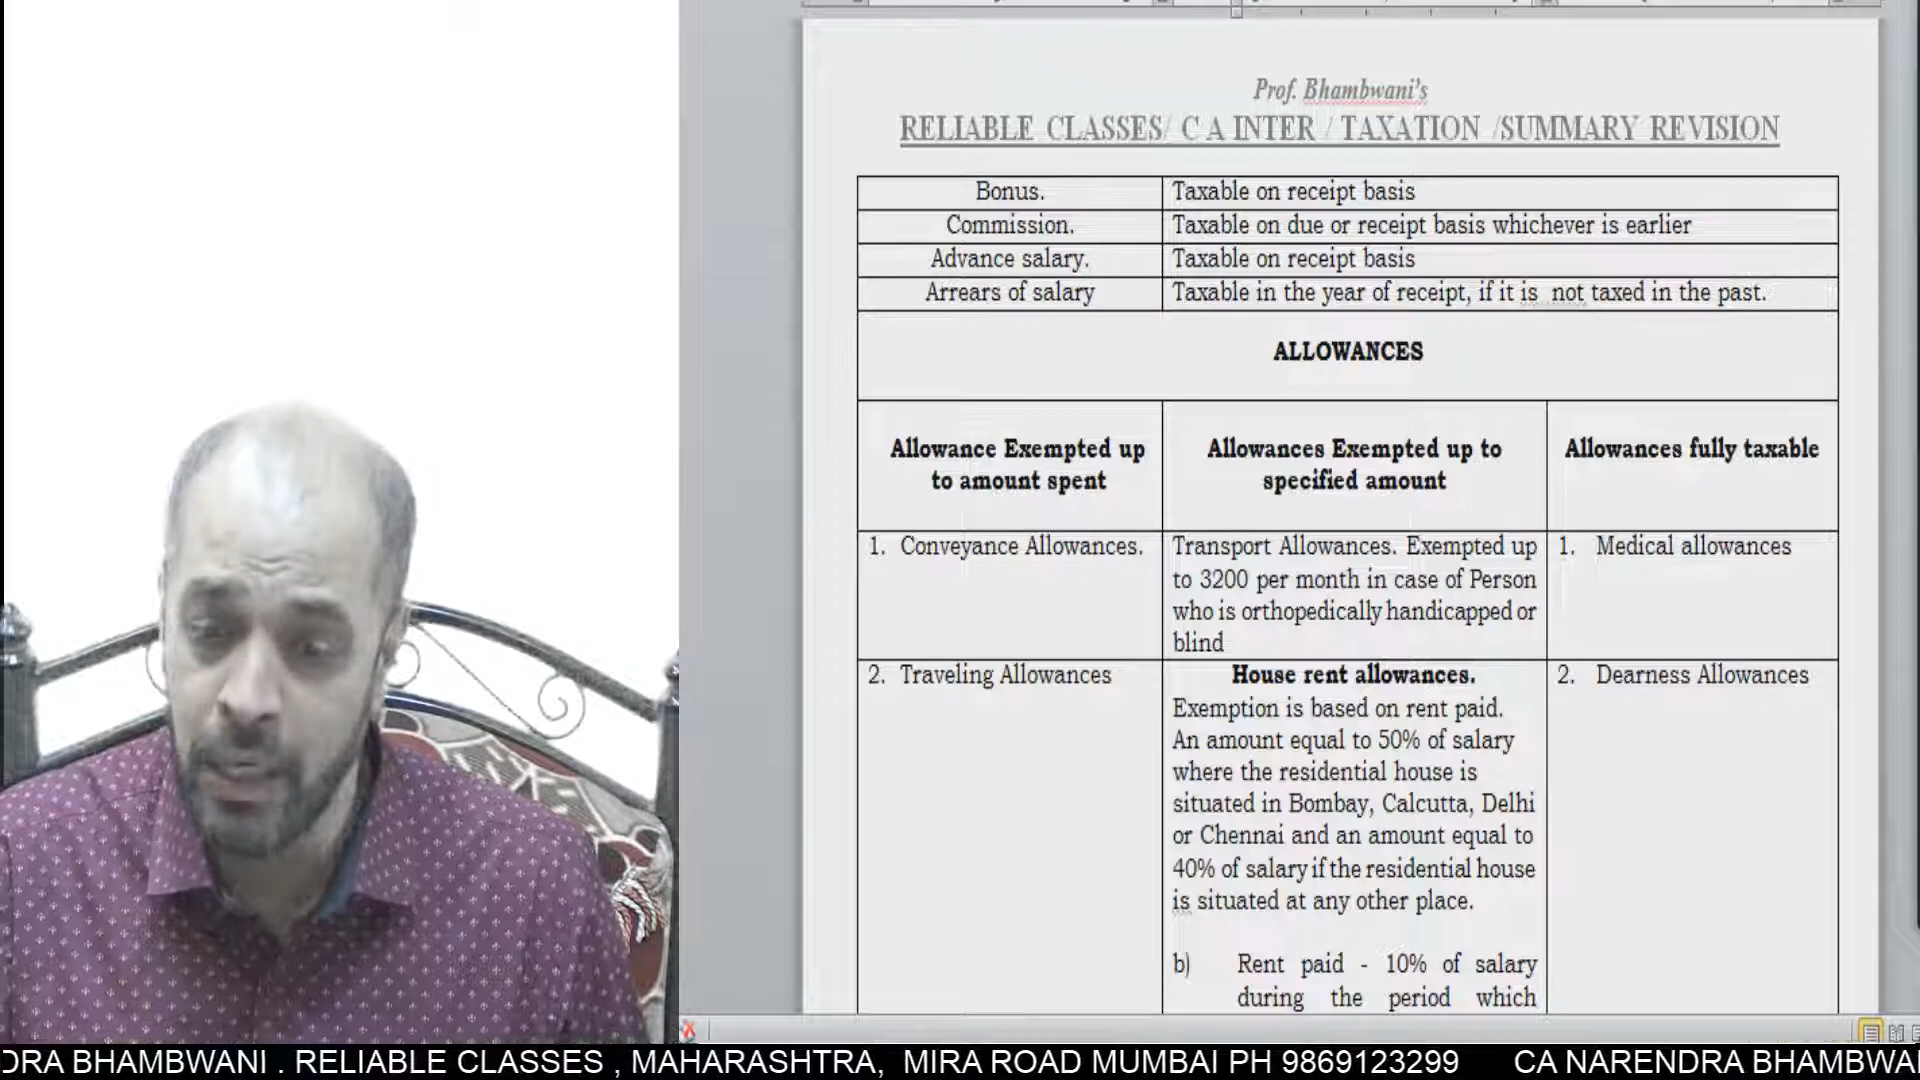 Prof. Bhambwani's
RELIABLE CLASSES/ C A INTER / TAXATION /SUMMARY REVISION
Bonus.
Taxable on receipt basis
Commission.
Taxable on due or receipt basis whichever is earlier
Advance salary.
Taxable on receipt basis
Arrears of salary
Taxable in the year of receipt, if it is not taxed in the past.
ALLOWANCES
Allowance Exempted up
to amount spent
Allowances Exempted up to
specified amount
Allowances fully taxable
1. Conveyance Allowances.
Transport Allowances. Exempted up
to 3200 per month in case of Person
who is orthopedically handicapped or
blind
1. Medical allowances
2. Traveling Allowances
House rent allowances.
Exemption is based on rent paid.
An amount equal to 50% of salary
where the residential house is
situated in Bombay, Calcutta, Delhi
or Chennai and an amount equal to
40% of salary if the residential house
is situated at any other place.
b) Rent paid - 10% of salary
during the period which
2. Dearness Allowances
DRA BHAMBWANI . RELIABLE CLASSES , MAHARASHTRA, MIRA ROAD MUMBAI PH 9869123299 CA NARENDRA BHAMBWA